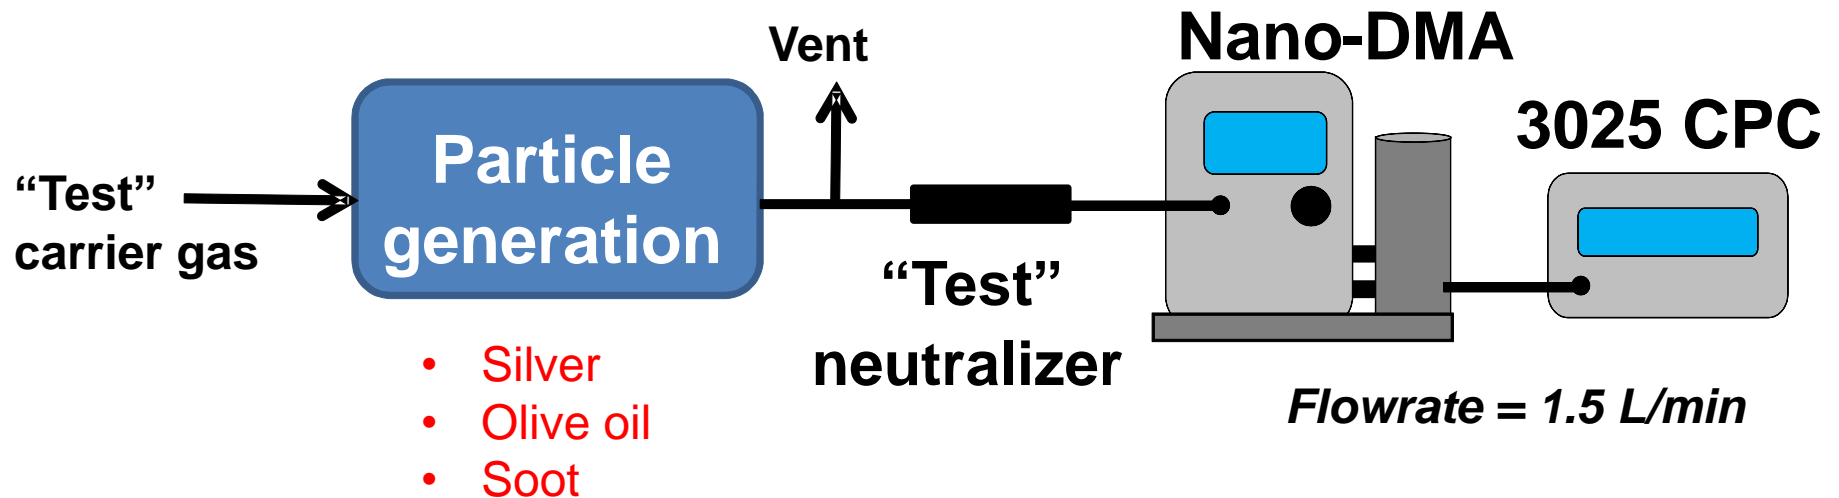 Nano-DMA
Vent
3025 CPC
Particle
generation
“Test”
carrier gas
“Test”
neutralizer
Flowrate = 1.5 L/min
• Silver
• Olive oil
• Soot